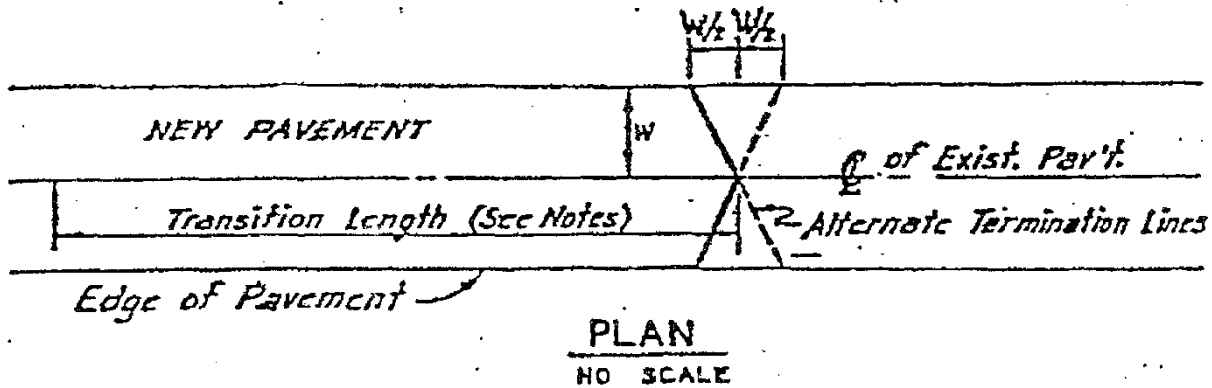 W/2 W/2
NEW PAVEMENT
W
℄ of Exist. Pav't.
Transition Length (See Notes)
Alternate Termination Lines
Edge of Pavement
PLAN
NO SCALE